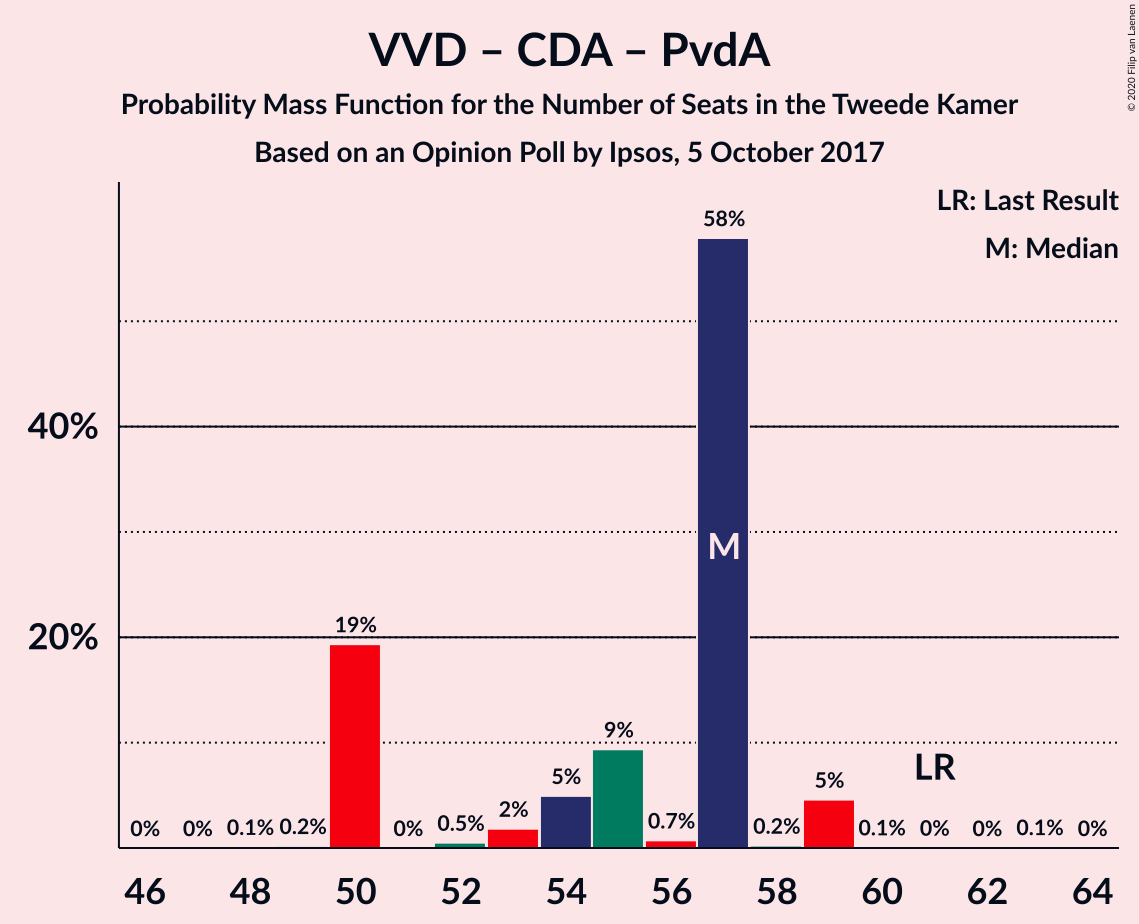 VVD – CDA – PvdA
Probability Mass Function for the Number of Seats in the Tweede Kamer
Based on an Opinion Poll by Ipsos, 5 October 2017
© 2020 Filip van Laenen
LR: Last Result
M: Median
58%
40%
M
20%
19%
9%
LR
5%
5%
2%
0% 0% 0.1% 0.2% 0% 0.5% 0.7% 0.2% 0.1% 0% 0% 0.1% 0%
46 48 50 52 54 56 58 60 62 64